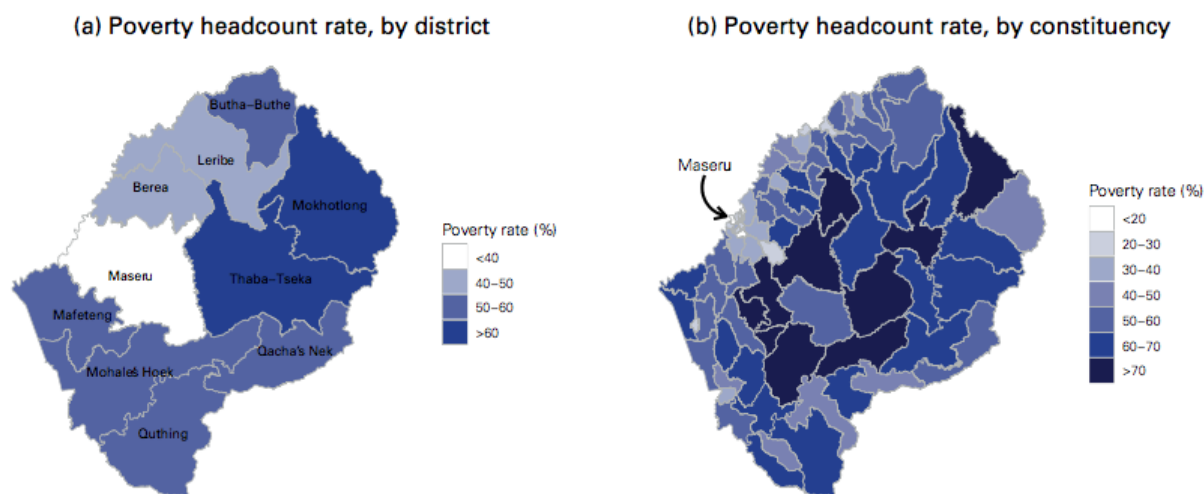 (a) Poverty headcount rate, by district
Butha–Buthe
Leribe
Berea
Mokhotlong
Maseru
Thaba–Tseka
Mafeteng
Qacha's Nek
Mohale's Hoek
Quthing
Poverty rate (%)
<40
40–50
50–60
>60
(b) Poverty headcount rate, by constituency
Maseru
Poverty rate (%)
<20
20–30
30–40
40–50
50–60
60–70
>70